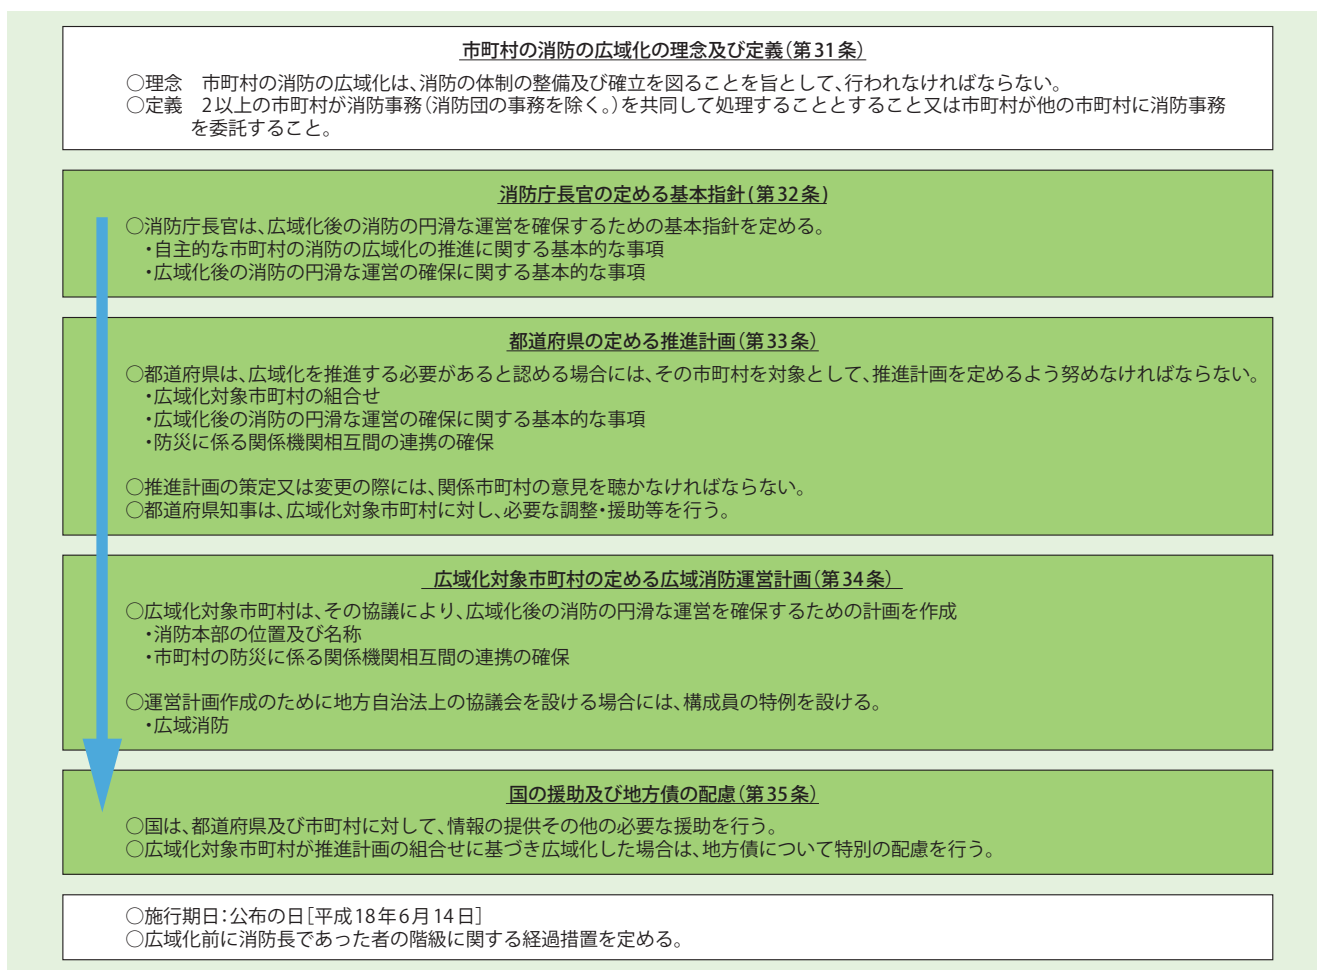 市町村の消防の広域化の理念及び定義（第31条）
○理念　市町村の消防の広域化は、消防の体制の整備及び確立を図ることを旨として、行われなければならない。
○定義　2以上の市町村が消防事務（消防団の事務を除く。）を共同して処理することとすること又は市町村が他の市町村に消防事務
を委託すること。
消防庁長官の定める基本指針（第32条）
○消防庁長官は、広域化後の消防の円滑な運営を確保するための基本指針を定める。
・自主的な市町村の消防の広域化の推進に関する基本的な事項
・広域化後の消防の円滑な運営の確保に関する基本的な事項
都道府県の定める推進計画（第33条）
○都道府県は、広域化を推進する必要があると認める場合には、その市町村を対象として、推進計画を定めるよう努めなければならない。
・広域化対象市町村の組合せ
・広域化後の消防の円滑な運営の確保に関する基本的な事項
・防災に係る関係機関相互間の連携の確保
○推進計画の策定又は変更の際には、関係市町村の意見を聴かなければならない。
○都道府県知事は、広域化対象市町村に対し、必要な調整・援助等を行う。
広域化対象市町村の定める広域消防運営計画（第34条）
○広域化対象市町村は、その協議により、広域化後の消防の円滑な運営を確保するための計画を作成
・消防本部の位置及び名称
・市町村の防災に係る関係機関相互間の連携の確保
○運営計画作成のために地方自治法上の協議会を設ける場合には、構成員の特例を設ける。
・広域消防
国の援助及び地方債の配慮（第35条）
○国は、都道府県及び市町村に対して、情報の提供その他の必要な援助を行う。
○広域化対象市町村が推進計画の組合せに基づき広域化した場合は、地方債について特別の配慮を行う。
○施行期日：公布の日［平成18年6月14日］
○広域化前に消防長であった者の階級に関する経過措置を定める。